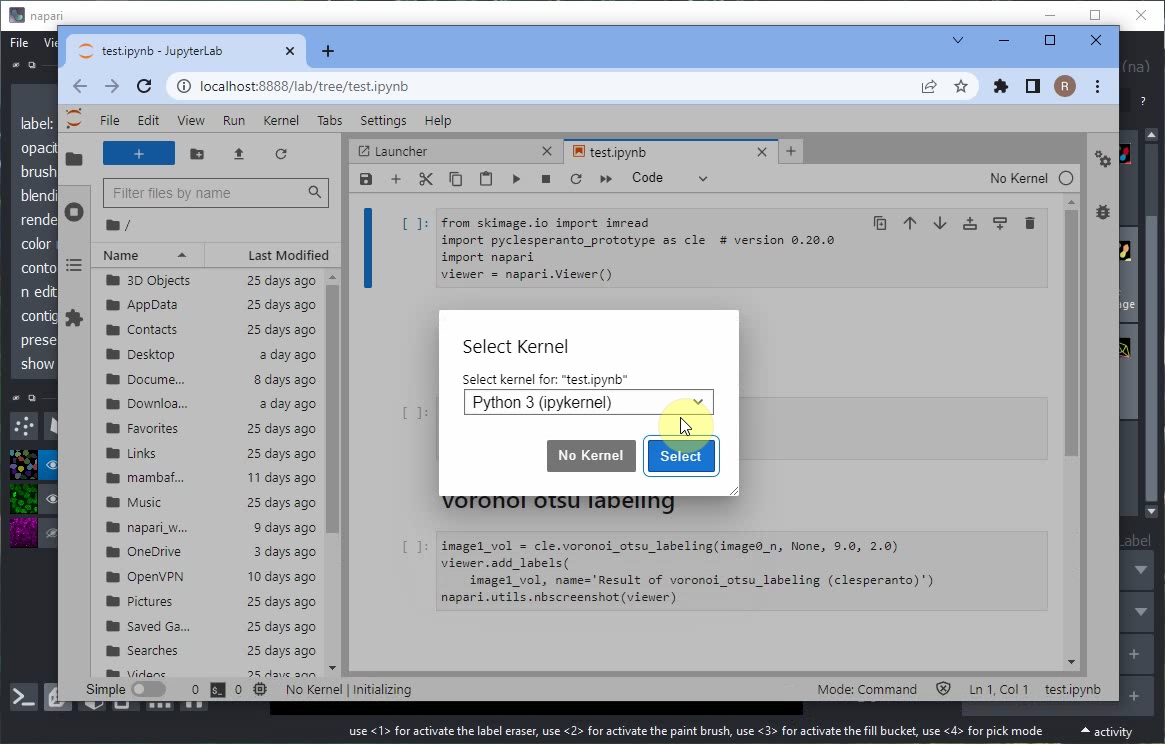 napari
File
test.ipynb - JupyterLab
(na)
localhost:8888/lab/tree/test.ipynb
R
?
File Edit View Run Kernel Tabs Settings Help
label:
opacit
brush
blendi
rende
color
conto
n edit
contig
prese
show
Launcher
test.ipynb
Filter files by name
Code
No Kernel
/
Name
Last Modified
3D Objects 25 days ago
AppData 25 days ago
Contacts 25 days ago
Desktop a day ago
Docume... 8 days ago
Downloa... a day ago
Favorites 25 days ago
Links 25 days ago
mambaf... 11 days ago
Music 25 days ago
napari_w... 9 days ago
OneDrive 3 days ago
OpenVPN 10 days ago
Pictures 25 days ago
Saved Ga... 25 days ago
Searches 25 days ago
Videos 25 days ago
[ ]:
from skimage.io import imread
import pyclesperanto_prototype as cle # version 0.20.0
import napari
viewer = napari.Viewer()
Select Kernel
Select kernel for: "test.ipynb"
Python 3 (ipykernel)
No Kernel
Select
[ ]:
voronoi otsu labeling
[ ]:
image1_vol = cle.voronoi_otsu_labeling(image0_n, None, 9.0, 2.0)
viewer.add_labels(
image1_vol, name='Result of voronoi_otsu_labeling (clesperanto)')
napari.utils.nbscreenshot(viewer)
ge
Label
Simple 0 0 No Kernel | Initializing
Mode: Command Ln 1, Col 1 test.ipynb
use <1> for activate the label eraser, use <2> for activate the paint brush, use <3> for activate the fill bucket, use <4> for pick mode
activity